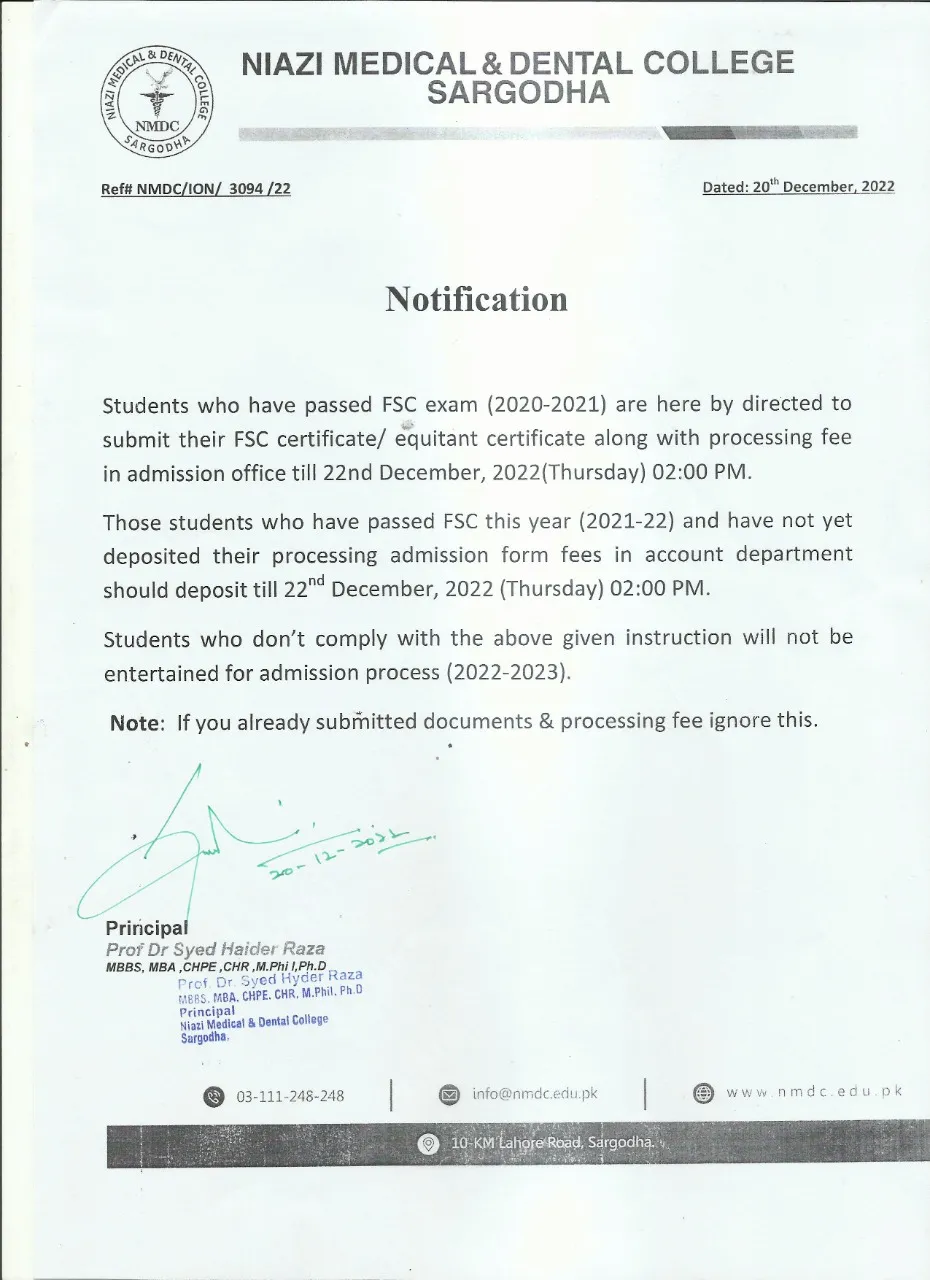 NIAZI MEDICAL & DENTAL COLLEGE
SARGODHA
NMDC
NIAZI MEDICAL & DENTAL COLLEGE
SARGODHA
Ref# NMDC/ION/ 3094 /22
Dated: 20th December, 2022
Notification
Students who have passed FSC exam (2020-2021) are here by directed to
submit their FSC certificate/ equitant certificate along with processing fee
in admission office till 22nd December, 2022(Thursday) 02:00 PM.
Those students who have passed FSC this year (2021-22) and have not yet
deposited their processing admission form fees in account department
should deposit till 22nd December, 2022 (Thursday) 02:00 PM.
Students who don't comply with the above given instruction will not be
entertained for admission process (2022-2023).
Note: If you already submitted documents & processing fee ignore this.
20-12-2022
Principal
Prof Dr Syed Haider Raza
MBBS, MBA ,CHPE ,CHR ,M.Phi l,Ph.D
Prof. Dr. Syed Hyder Raza
MBBS, MBA, CHPE, CHR, M.Phil, Ph.D
Principal
Niazi Medical & Dental College
Sargodha.
03-111-248-248
info@nmdc.edu.pk
www.nmdc.edu.pk
10-KM Lahore Road, Sargodha.